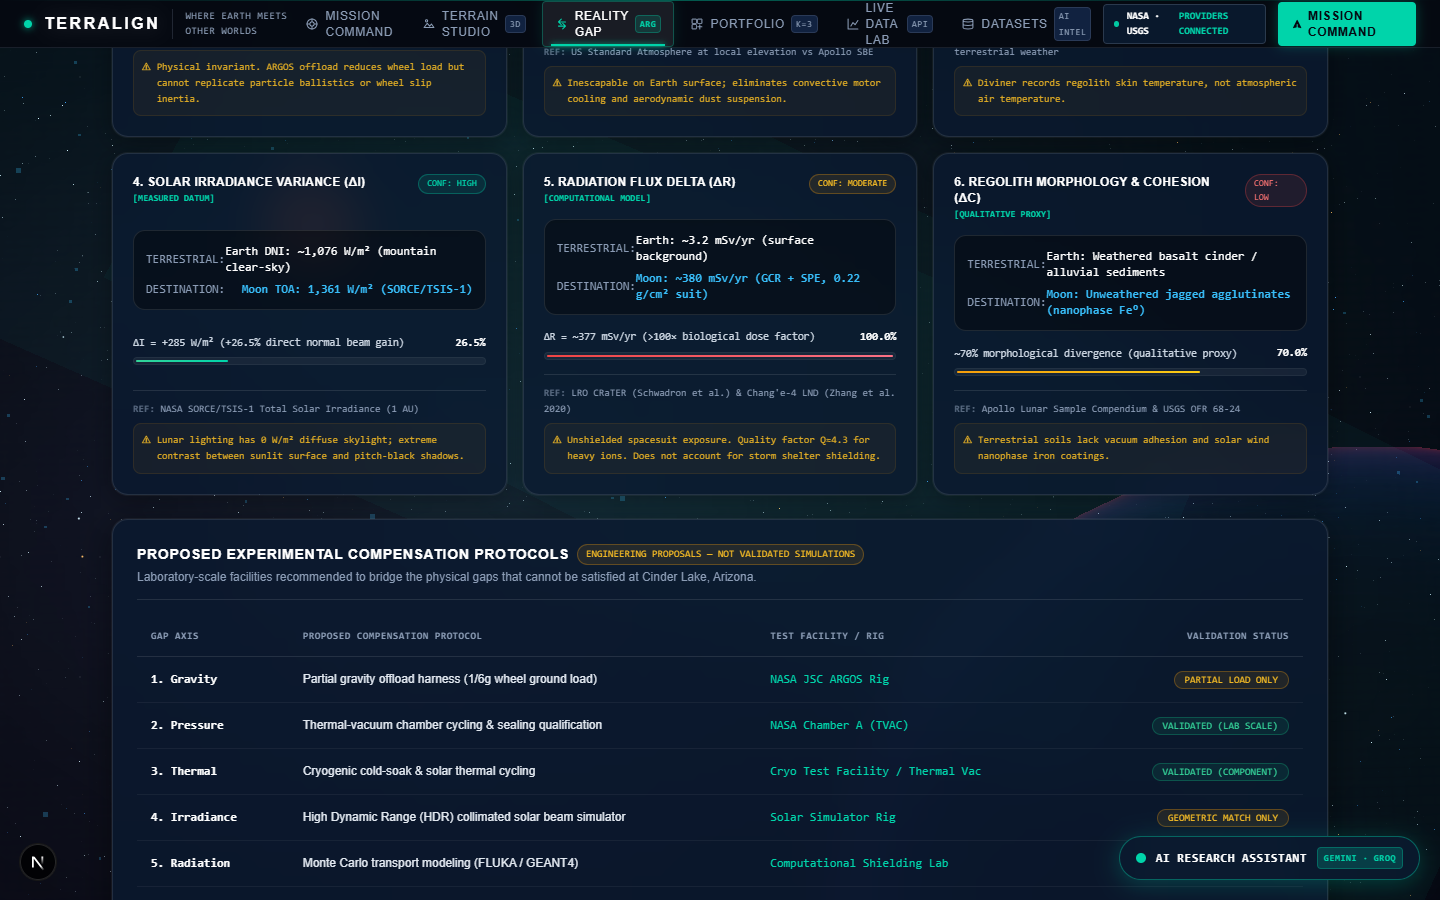 TERRALIGN
WHERE EARTH MEETS
OTHER WORLDS
MISSION
COMMAND
TERRAIN
STUDIO
3D
REALITY
GAP
ARG
PORTFOLIO
K=3
LIVE
DATA
LAB
API
DATASETS
AI
INTEL
NASA ·
USGS
PROVIDERS
CONNECTED
MISSION
COMMAND
REF: US Standard Atmosphere at local elevation vs Apollo SBE
terrestrial weather
⚠ Physical invariant. ARGOS offload reduces wheel load but
cannot replicate particle ballistics or wheel slip
inertia.
⚠ Inescapable on Earth surface; eliminates convective motor
cooling and aerodynamic dust suspension.
⚠ Diviner records regolith skin temperature, not atmospheric
air temperature.
4. SOLAR IRRADIANCE VARIANCE (ΔI)
CONF: HIGH
[MEASURED DATUM]
TERRESTRIAL:
Earth DNI: ~1,076 W/m² (mountain
clear-sky)
DESTINATION:
Moon TOA: 1,361 W/m² (SORCE/TSIS-1)
ΔI = +285 W/m² (+26.5% direct normal beam gain)
26.5%
REF: NASA SORCE/TSIS-1 Total Solar Irradiance (1 AU)
⚠ Lunar lighting has 0 W/m² diffuse skylight; extreme
contrast between sunlit surface and pitch-black shadows.
5. RADIATION FLUX DELTA (ΔR)
CONF: MODERATE
[COMPUTATIONAL MODEL]
TERRESTRIAL:
Earth: ~3.2 mSv/yr (surface
background)
DESTINATION:
Moon: ~380 mSv/yr (GCR + SPE, 0.22
g/cm² suit)
ΔR = ~377 mSv/yr (>100× biological dose factor)
100.0%
REF: LRO CRaTER (Schwadron et al.) & Chang'e-4 LND (Zhang et al.
2020)
⚠ Unshielded spacesuit exposure. Quality factor Q≈4.3 for
heavy ions. Does not account for storm shelter shielding.
6. REGOLITH MORPHOLOGY & COHESION
(ΔC)
CONF:
LOW
[QUALITATIVE PROXY]
TERRESTRIAL:
Earth: Weathered basalt cinder /
alluvial sediments
DESTINATION:
Moon: Unweathered jagged agglutinates
(nanophase Fe⁰)
~70% morphological divergence (qualitative proxy)
70.0%
REF: Apollo Lunar Sample Compendium & USGS OFR 68-24
⚠ Terrestrial soils lack vacuum adhesion and solar wind
nanophase iron coatings.
PROPOSED EXPERIMENTAL COMPENSATION PROTOCOLS
ENGINEERING PROPOSALS — NOT VALIDATED SIMULATIONS
Laboratory-scale facilities recommended to bridge the physical gaps that cannot be satisfied at Cinder Lake, Arizona.
GAP AXIS
PROPOSED COMPENSATION PROTOCOL
TEST FACILITY / RIG
VALIDATION STATUS
1. Gravity
Partial gravity offload harness (1/6g wheel ground load)
NASA JSC ARGOS Rig
PARTIAL LOAD ONLY
2. Pressure
Thermal-vacuum chamber cycling & sealing qualification
NASA Chamber A (TVAC)
VALIDATED (LAB SCALE)
3. Thermal
Cryogenic cold-soak & solar thermal cycling
Cryo Test Facility / Thermal Vac
VALIDATED (COMPONENT)
4. Irradiance
High Dynamic Range (HDR) collimated solar beam simulator
Solar Simulator Rig
GEOMETRIC MATCH ONLY
5. Radiation
Monte Carlo transport modeling (FLUKA / GEANT4)
Computational Shielding Lab
AI RESEARCH ASSISTANT
GEMINI · GROQ
N